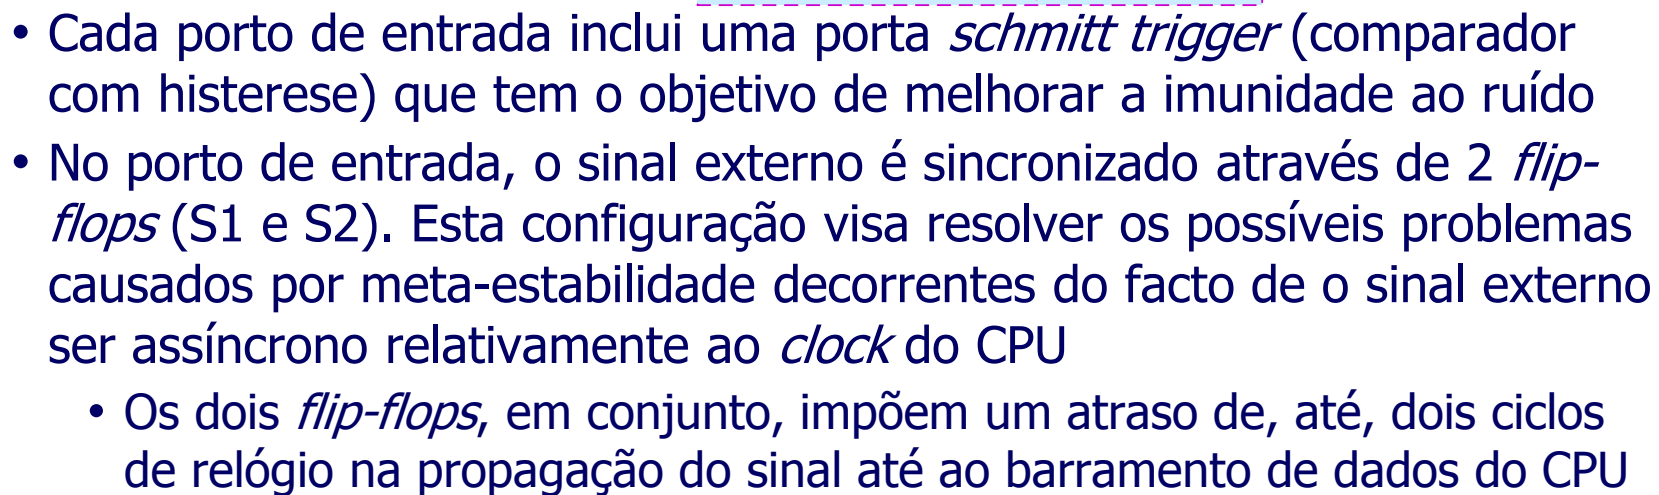 • Cada porto de entrada inclui uma porta schmitt trigger (comparador
com histerese) que tem o objetivo de melhorar a imunidade ao ruído
• No porto de entrada, o sinal externo é sincronizado através de 2 flip-
flops (S1 e S2). Esta configuração visa resolver os possíveis problemas
causados por meta-estabilidade decorrentes do facto de o sinal externo
ser assíncrono relativamente ao clock do CPU
• Os dois flip-flops, em conjunto, impõem um atraso de, até, dois ciclos
de relógio na propagação do sinal até ao barramento de dados do CPU